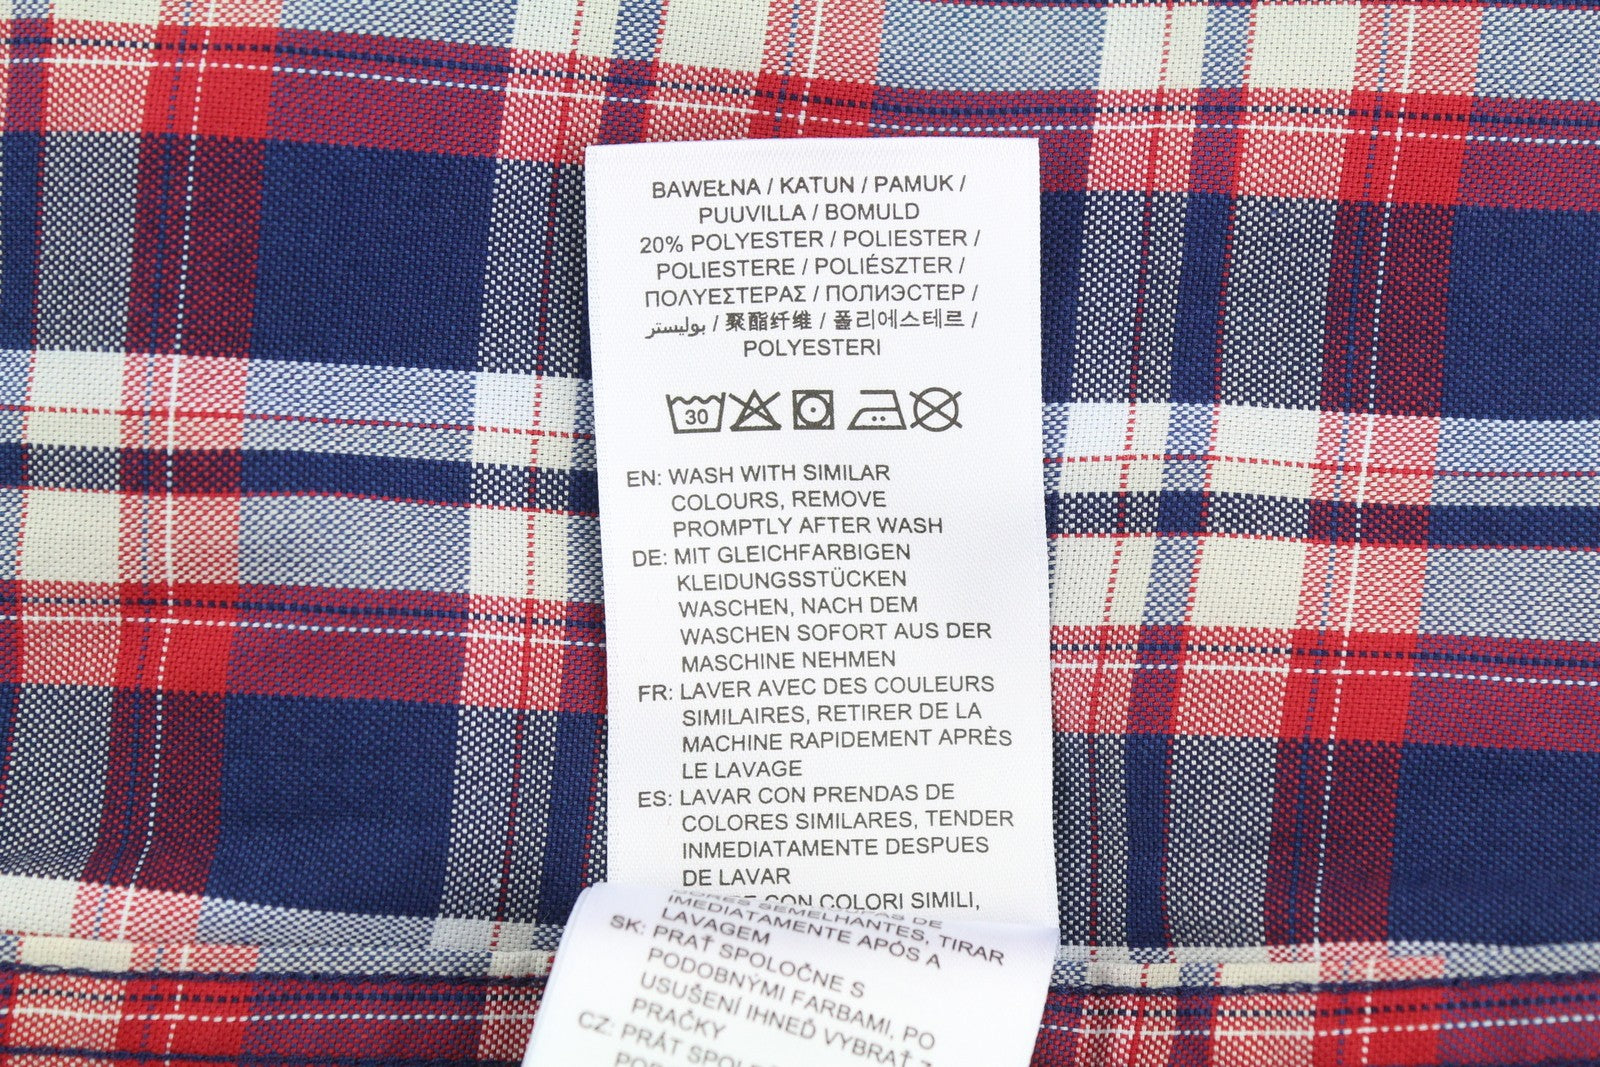 BAWEŁNA / KATUN / PAMUK /
PUUVILLA / BOMULD
20% POLYESTER / POLIESTER /
POLIESTERE / POLIÉSZTER /
ΠΟΛΥΕΣΤΕΡΑΣ / ПОЛИЭСТЕР /
بوليستر / 聚酯纤维 / 폴리에스테르 /
POLYESTERI
30
EN: WASH WITH SIMILAR
COLOURS, REMOVE
PROMPTLY AFTER WASH
DE: MIT GLEICHFARBIGEN
KLEIDUNGSSTÜCKEN
WASCHEN, NACH DEM
WASCHEN SOFORT AUS DER
MASCHINE NEHMEN
FR: LAVER AVEC DES COULEURS
SIMILAIRES, RETIRER DE LA
MACHINE RAPIDEMENT APRÈS
LE LAVAGE
ES: LAVAR CON PRENDAS DE
COLORES SIMILARES, TENDER
INMEDIATAMENTE DESPUES
DE LAVAR
CON COLORI SIMILI,
SEMELHANTES, TIRAR
IMEDIATAMENTE APÓS A
LAVAGEM
SK: PRAŤ SPOLOČNE S
PODOBNÝMI FARBAMI, PO
USUŠENÍ IHNEĎ VYBRAŤ Z
PRAČKY
CZ: PRÁT